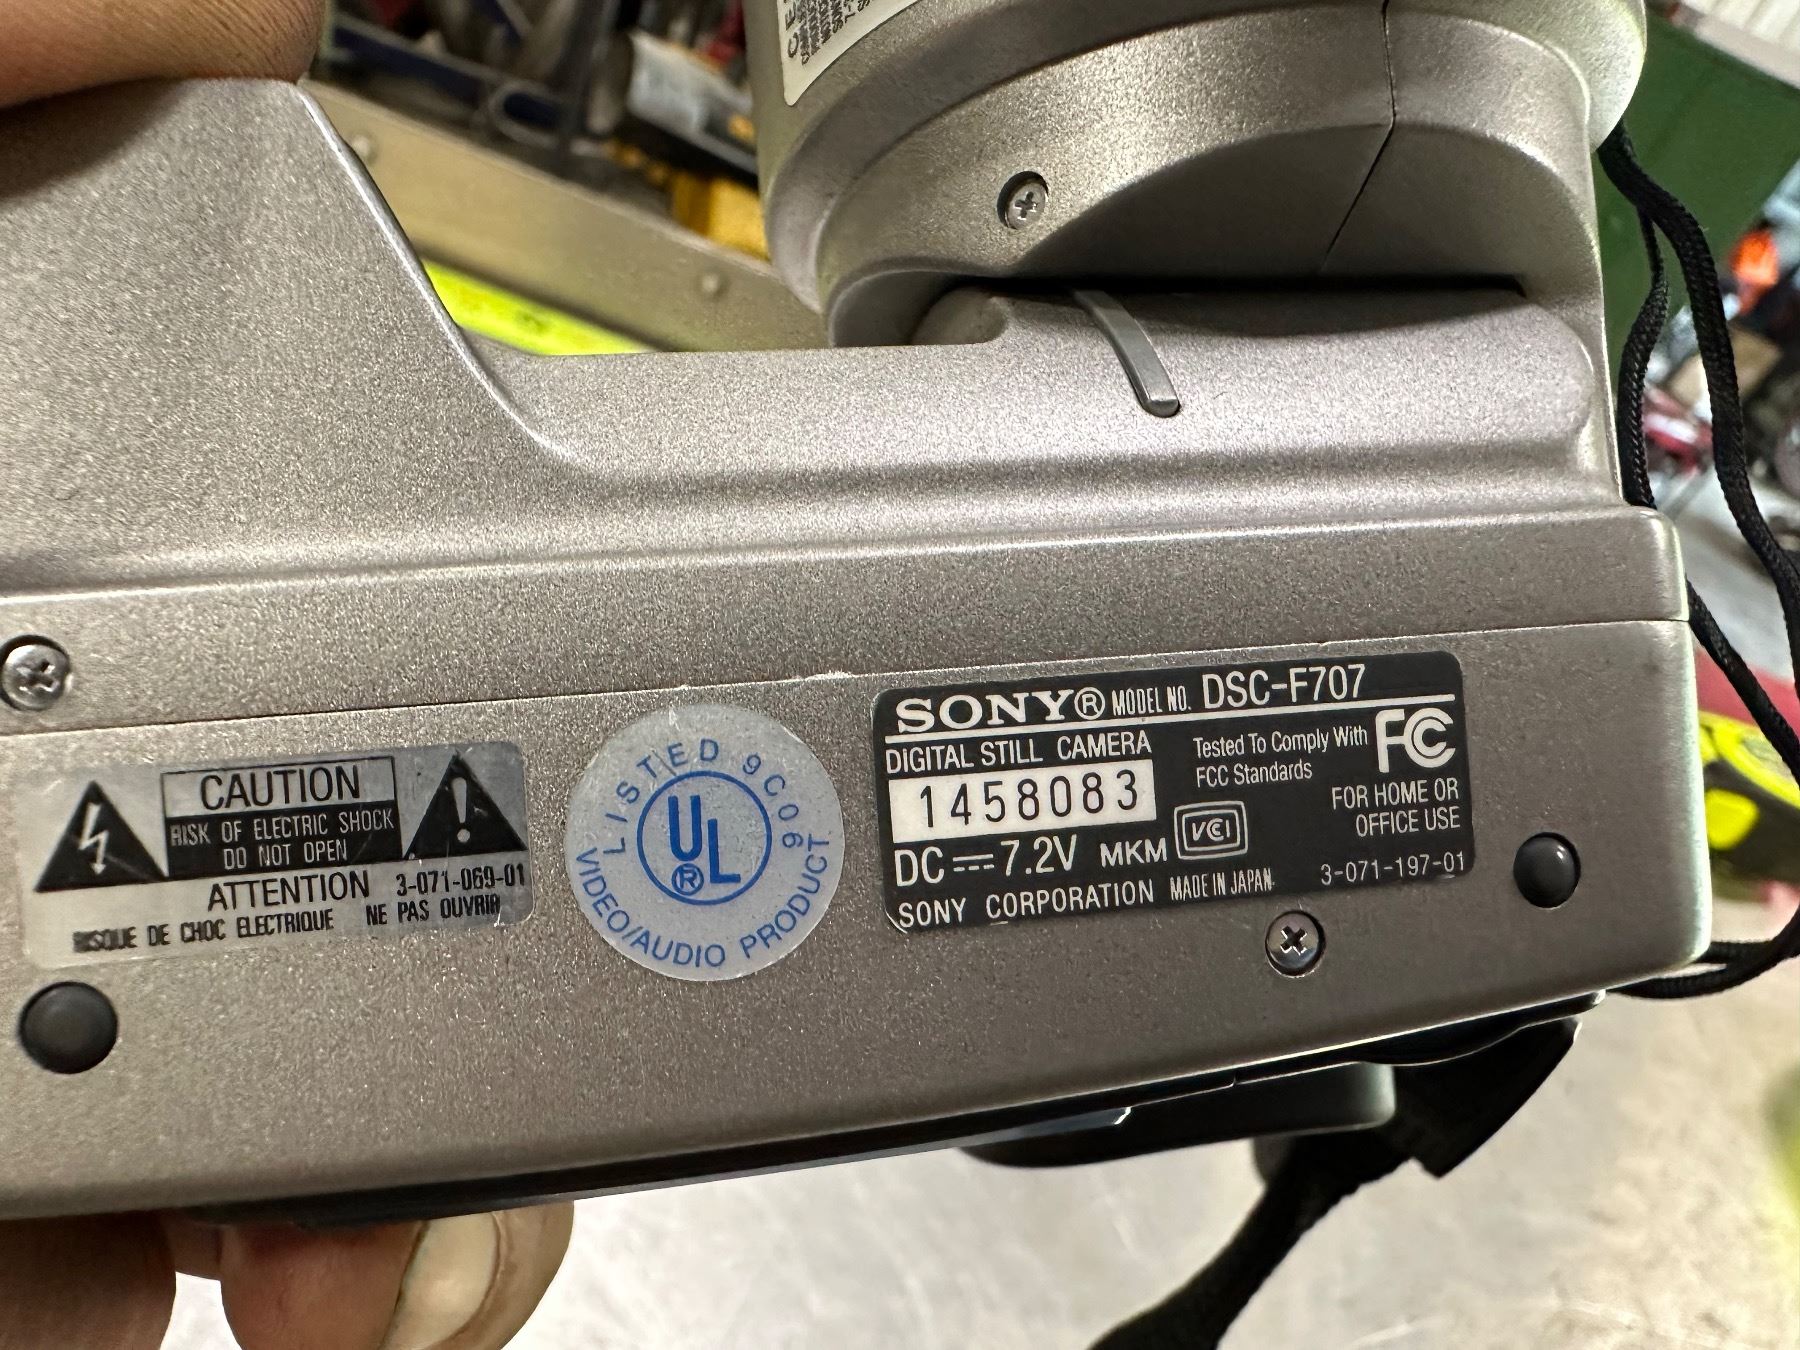 CAUTION
RISK OF ELECTRIC SHOCK
DO NOT OPEN
ATTENTION 3-071-069-01
RISQUE DE CHOC ELECTRIQUE NE PAS OUVRIR
LISTED 9C06
UL®
VIDEO/AUDIO PRODUCT
SONY® MODEL NO. DSC-F707
DIGITAL STILL CAMERA
Tested To Comply With
FCC Standards
FC
1458083
FOR HOME OR
OFFICE USE
DC 7.2V MKM VCI
SONY CORPORATION MADE IN JAPAN
3-071-197-01